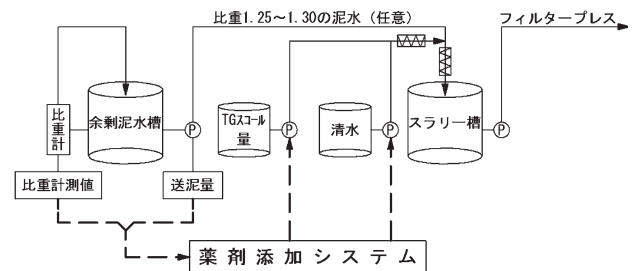 比重1.25～1.30の泥水（任意）
フィルタープレス
比重計
余剰泥水槽
P
TGスコール量
P
清水
P
スラリー槽
P
比重計測値
送泥量
薬剤添加システム